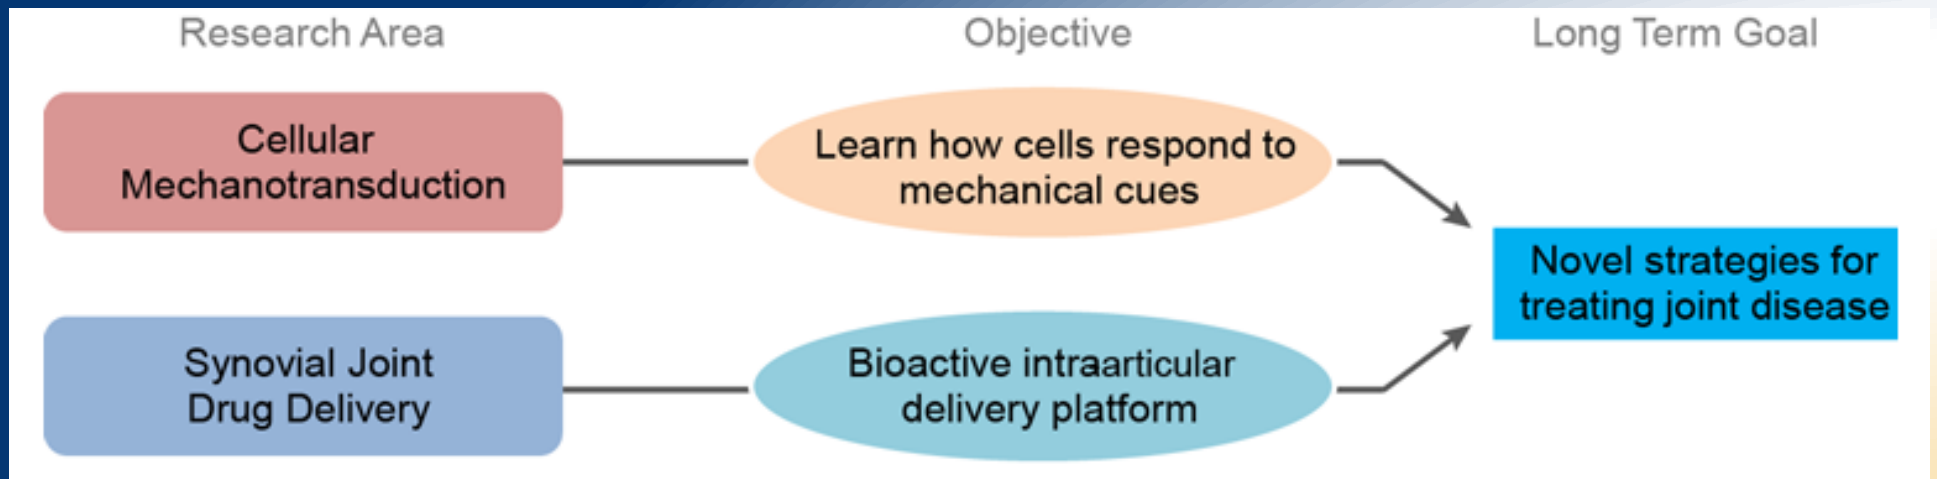 Research Area
Objective
Long Term Goal
Cellular
Mechanotransduction
Learn how cells respond to
mechanical cues
Novel strategies for
treating joint disease
Synovial Joint
Drug Delivery
Bioactive intraarticular
delivery platform